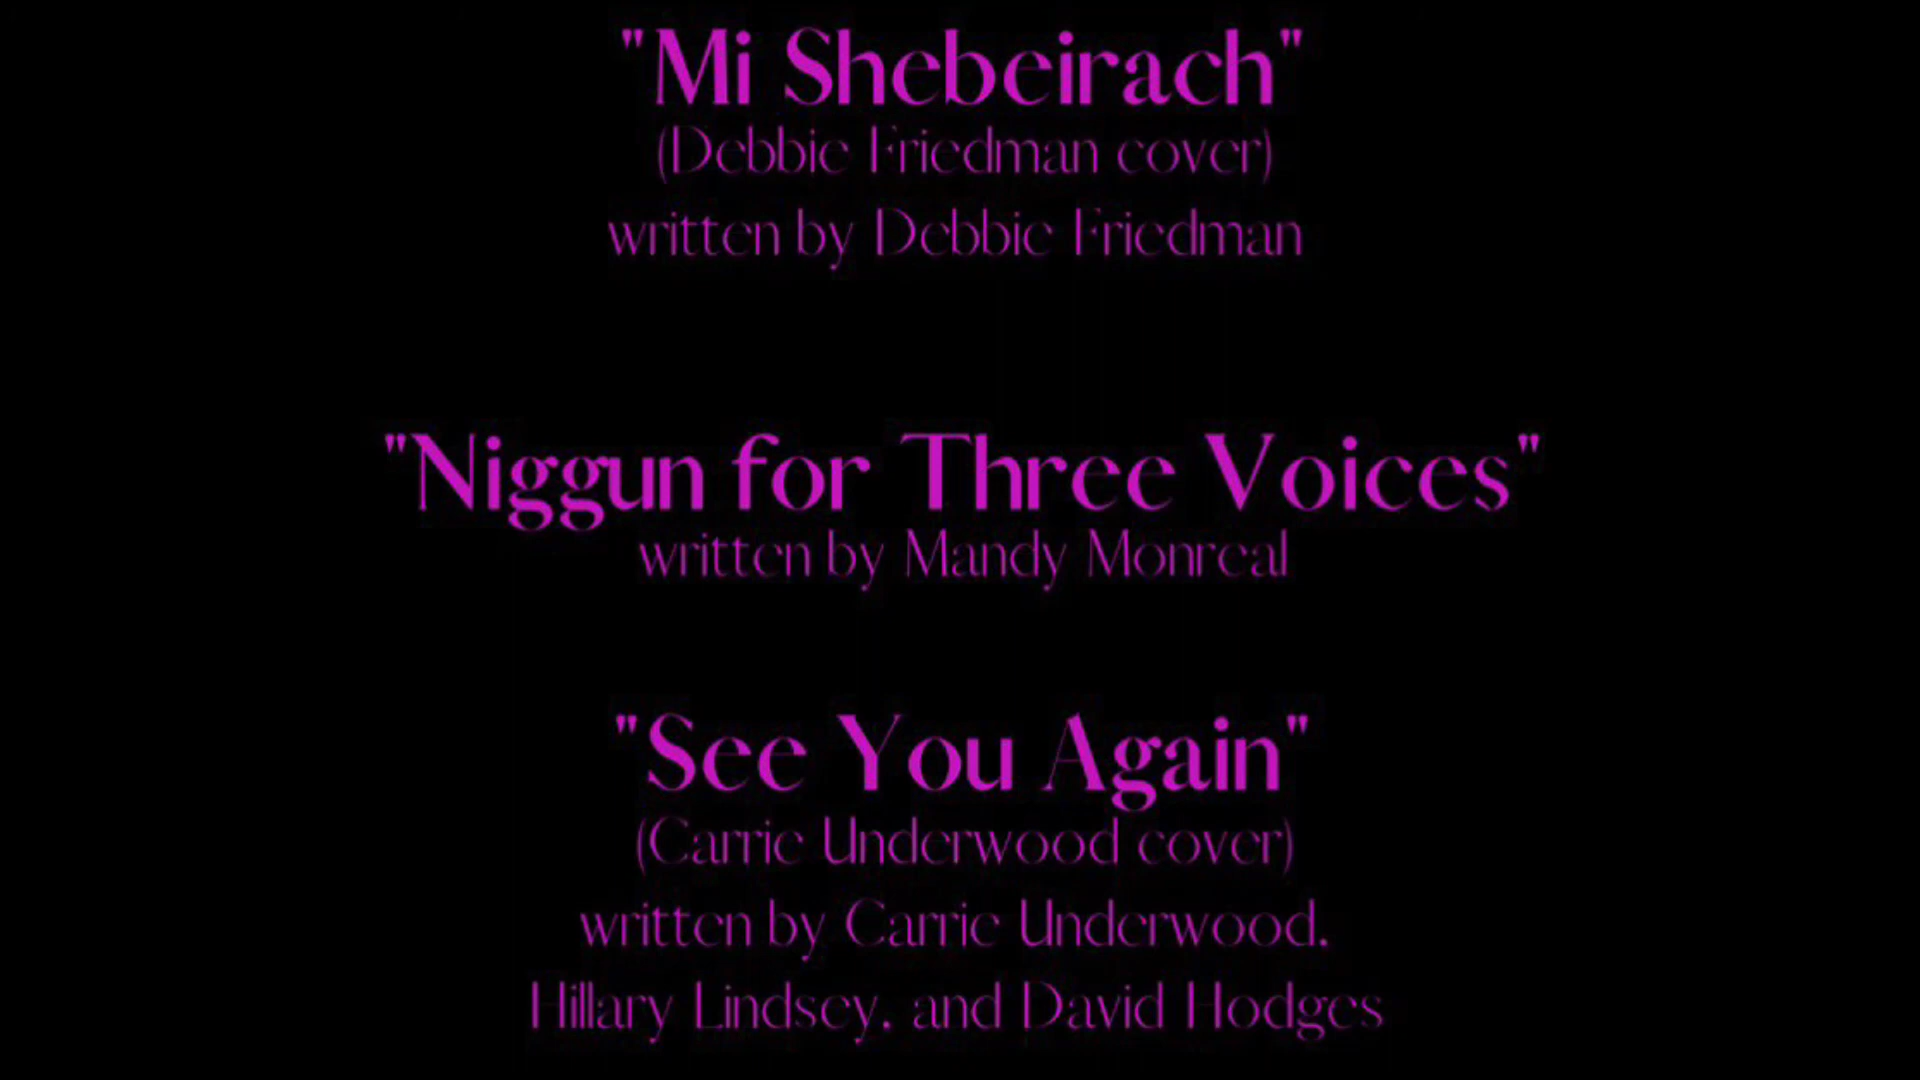 "Mi Shebeirach"
(Debbie Friedman cover)
written by Debbie Friedman
"Niggun for Three Voices"
written by Mandy Monreal
"See You Again"
(Carrie Underwood cover)
written by Carrie Underwood,
Hillary Lindsey, and David Hodges